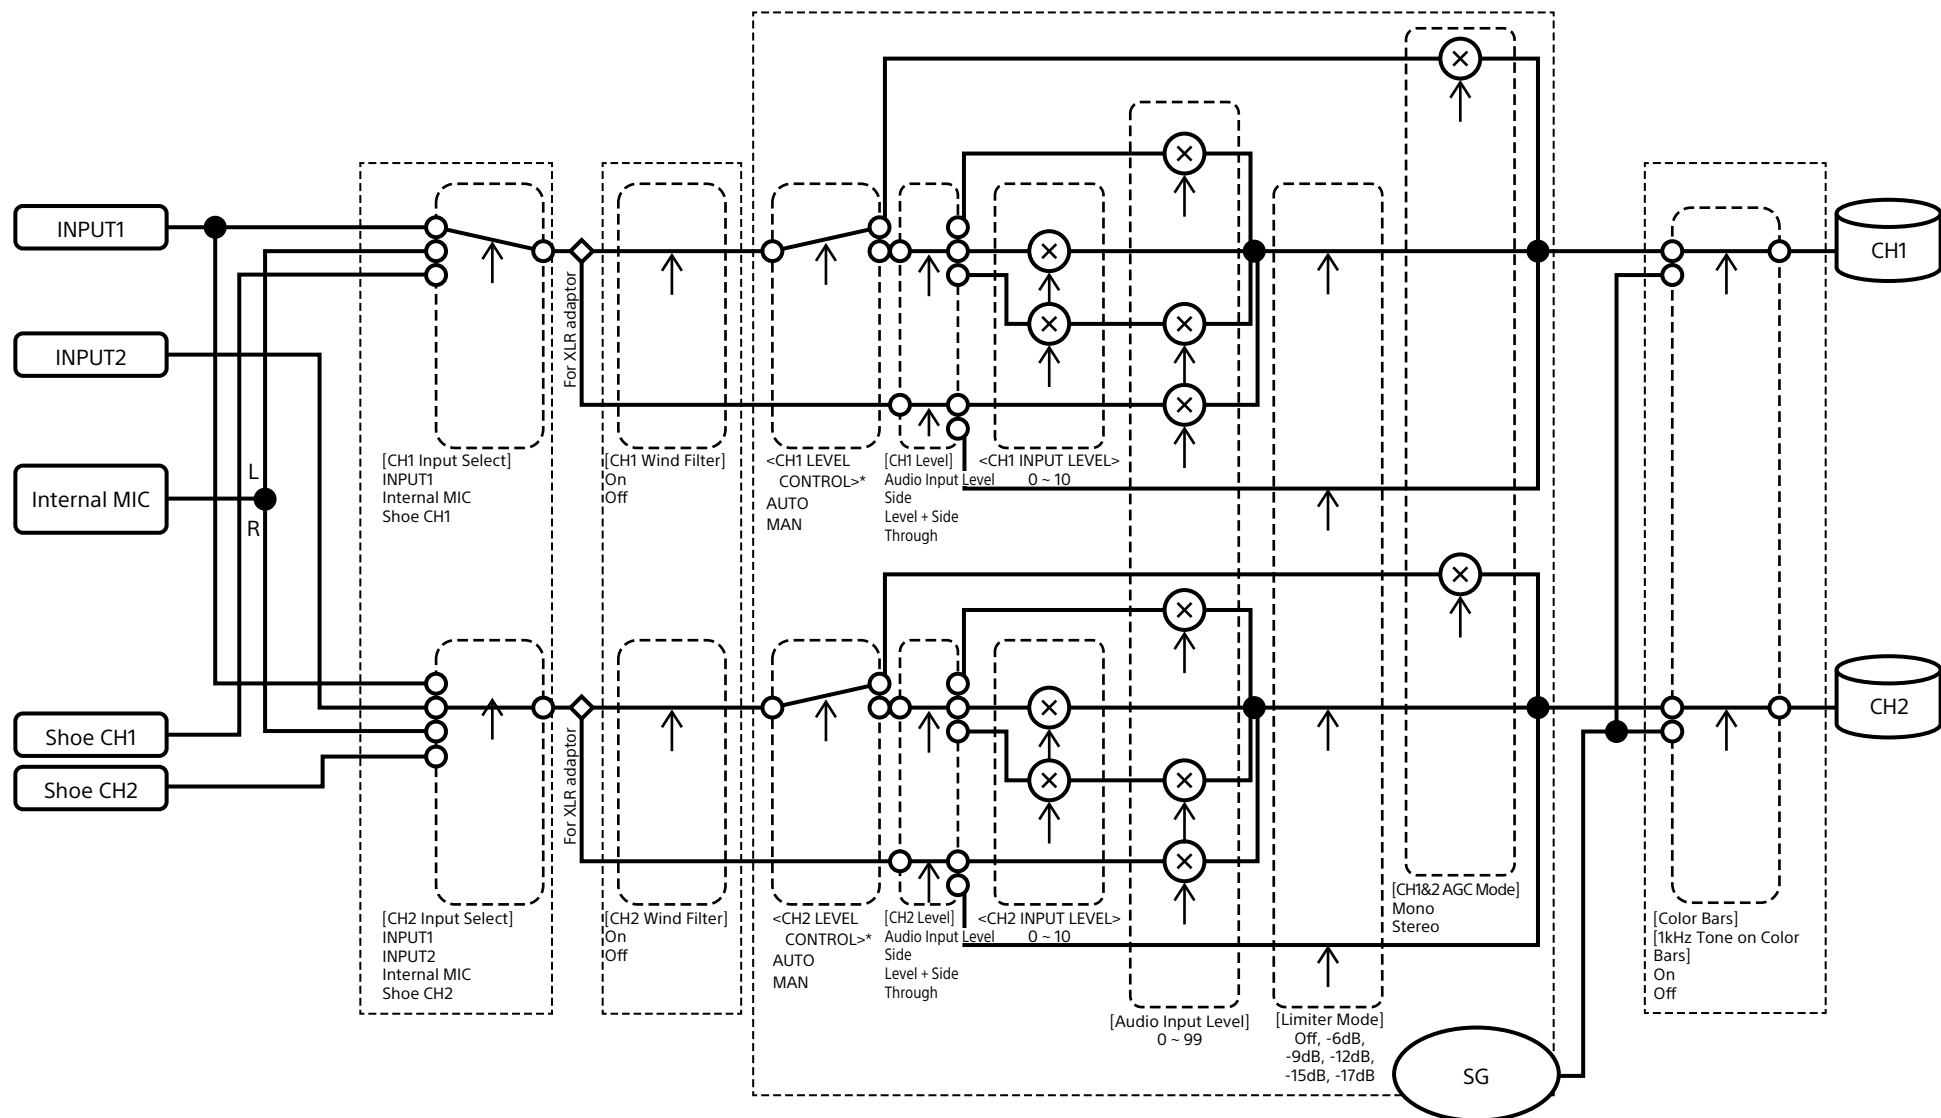 INPUT1
INPUT2
Internal MIC
L
R
Shoe CH1
Shoe CH2
For XLR adaptor
[CH1 Input Select]
INPUT1
Internal MIC
Shoe CH1
[CH1 Wind Filter]
On
Off
<CH1 LEVEL
CONTROL>*
AUTO
MAN
[CH1 Level]
Audio Input Level
Side
Level + Side
Through
<CH1 INPUT LEVEL>
0 ~ 10
CH1
For XLR adaptor
[CH2 Input Select]
INPUT1
INPUT2
Internal MIC
Shoe CH2
[CH2 Wind Filter]
On
Off
<CH2 LEVEL
CONTROL>*
AUTO
MAN
[CH2 Level]
Audio Input Level
Side
Level + Side
Through
<CH2 INPUT LEVEL>
0 ~ 10
[Audio Input Level]
0 ~ 99
[Limiter Mode]
Off, -6dB,
-9dB, -12dB,
-15dB, -17dB
[CH1&2 AGC Mode]
Mono
Stereo
SG
[Color Bars]
[1kHz Tone on Color
Bars]
On
Off
CH2